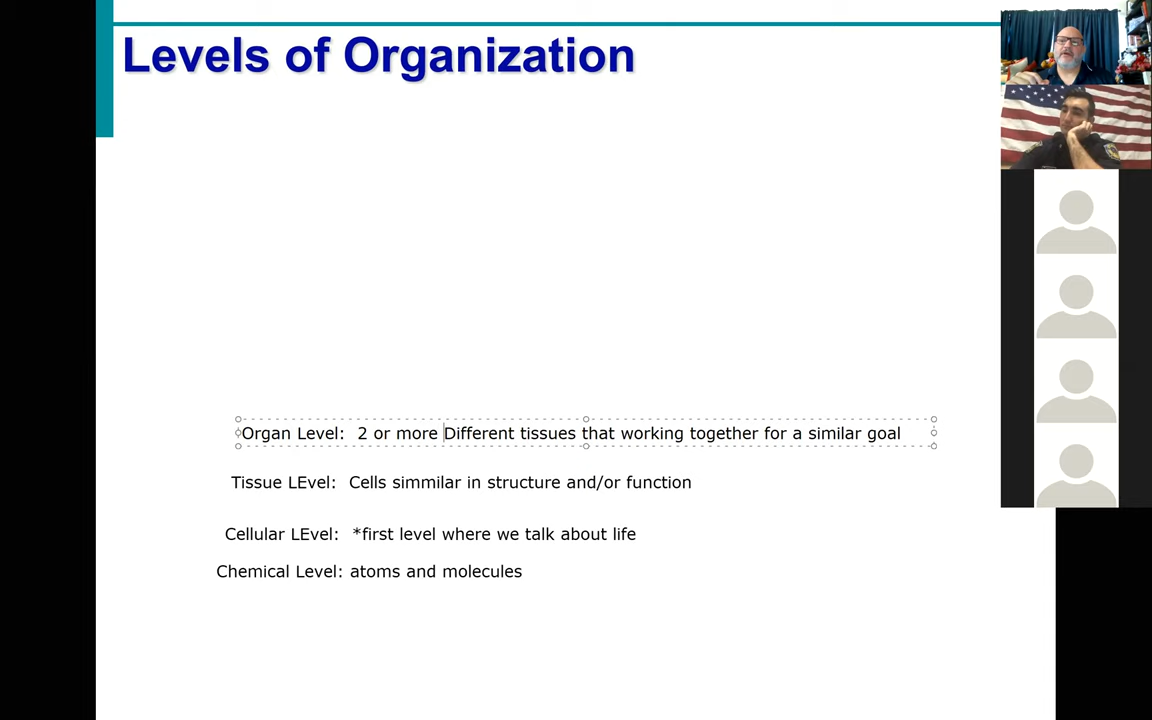 Levels of Organization
Organ Level:  2 or more Different tissues that working together for a similar goal
Tissue LEvel:  Cells simmilar in structure and/or function
Cellular LEvel:  *first level where we talk about life
Chemical Level: atoms and molecules